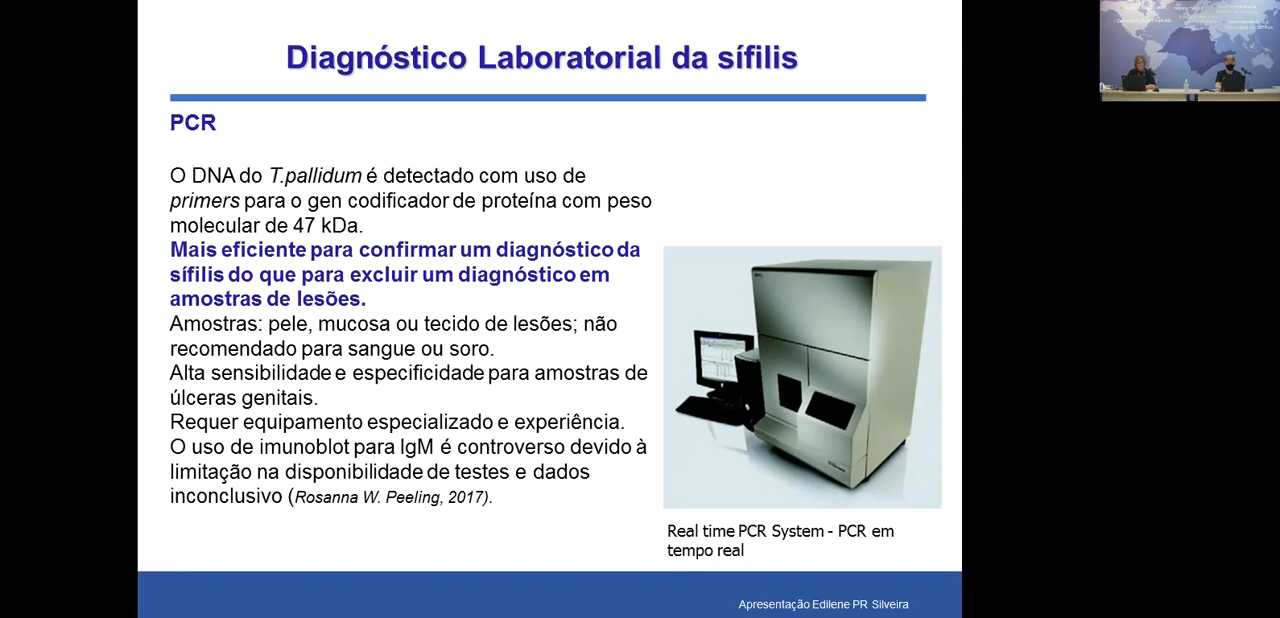 Diagnóstico Laboratorial da sífilis
PCR
O DNA do T.pallidum é detectado com uso de
primers para o gen codificador de proteína com peso
molecular de 47 kDa.
Mais eficiente para confirmar um diagnóstico da
sífilis do que para excluir um diagnóstico em
amostras de lesões.
Amostras: pele, mucosa ou tecido de lesões; não
recomendado para sangue ou soro.
Alta sensibilidade e especificidade para amostras de
úlceras genitais.
Requer equipamento especializado e experiência.
O uso de imunoblot para IgM é controverso devido à
limitação na disponibilidade de testes e dados
inconclusivo (Rosanna W. Peeling, 2017).
Real time PCR System - PCR em
tempo real
Apresentação Edilene PR Silveira